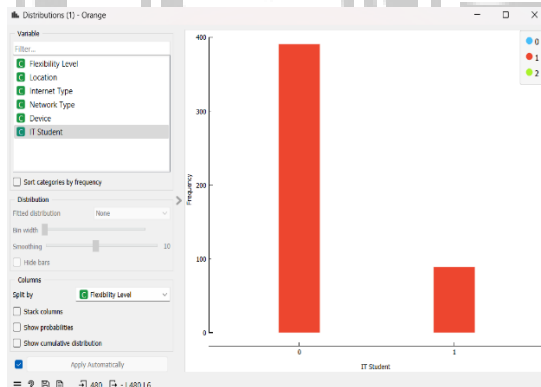 Distributions (1) - Orange
Variable
Filter...
C Flexibility Level
C Location
C Internet Type
C Network Type
C Device
C IT Student
Sort categories by frequency
Distribution
Fitted distribution None
Bin width
Smoothing 10
Hide bars
Columns
Split by C Flexibility Level
Stack columns
Show probabilities
Show cumulative distribution
Apply Automatically
480
Frequency
400
300
200
100
0
0 1
IT Student
0
1
2